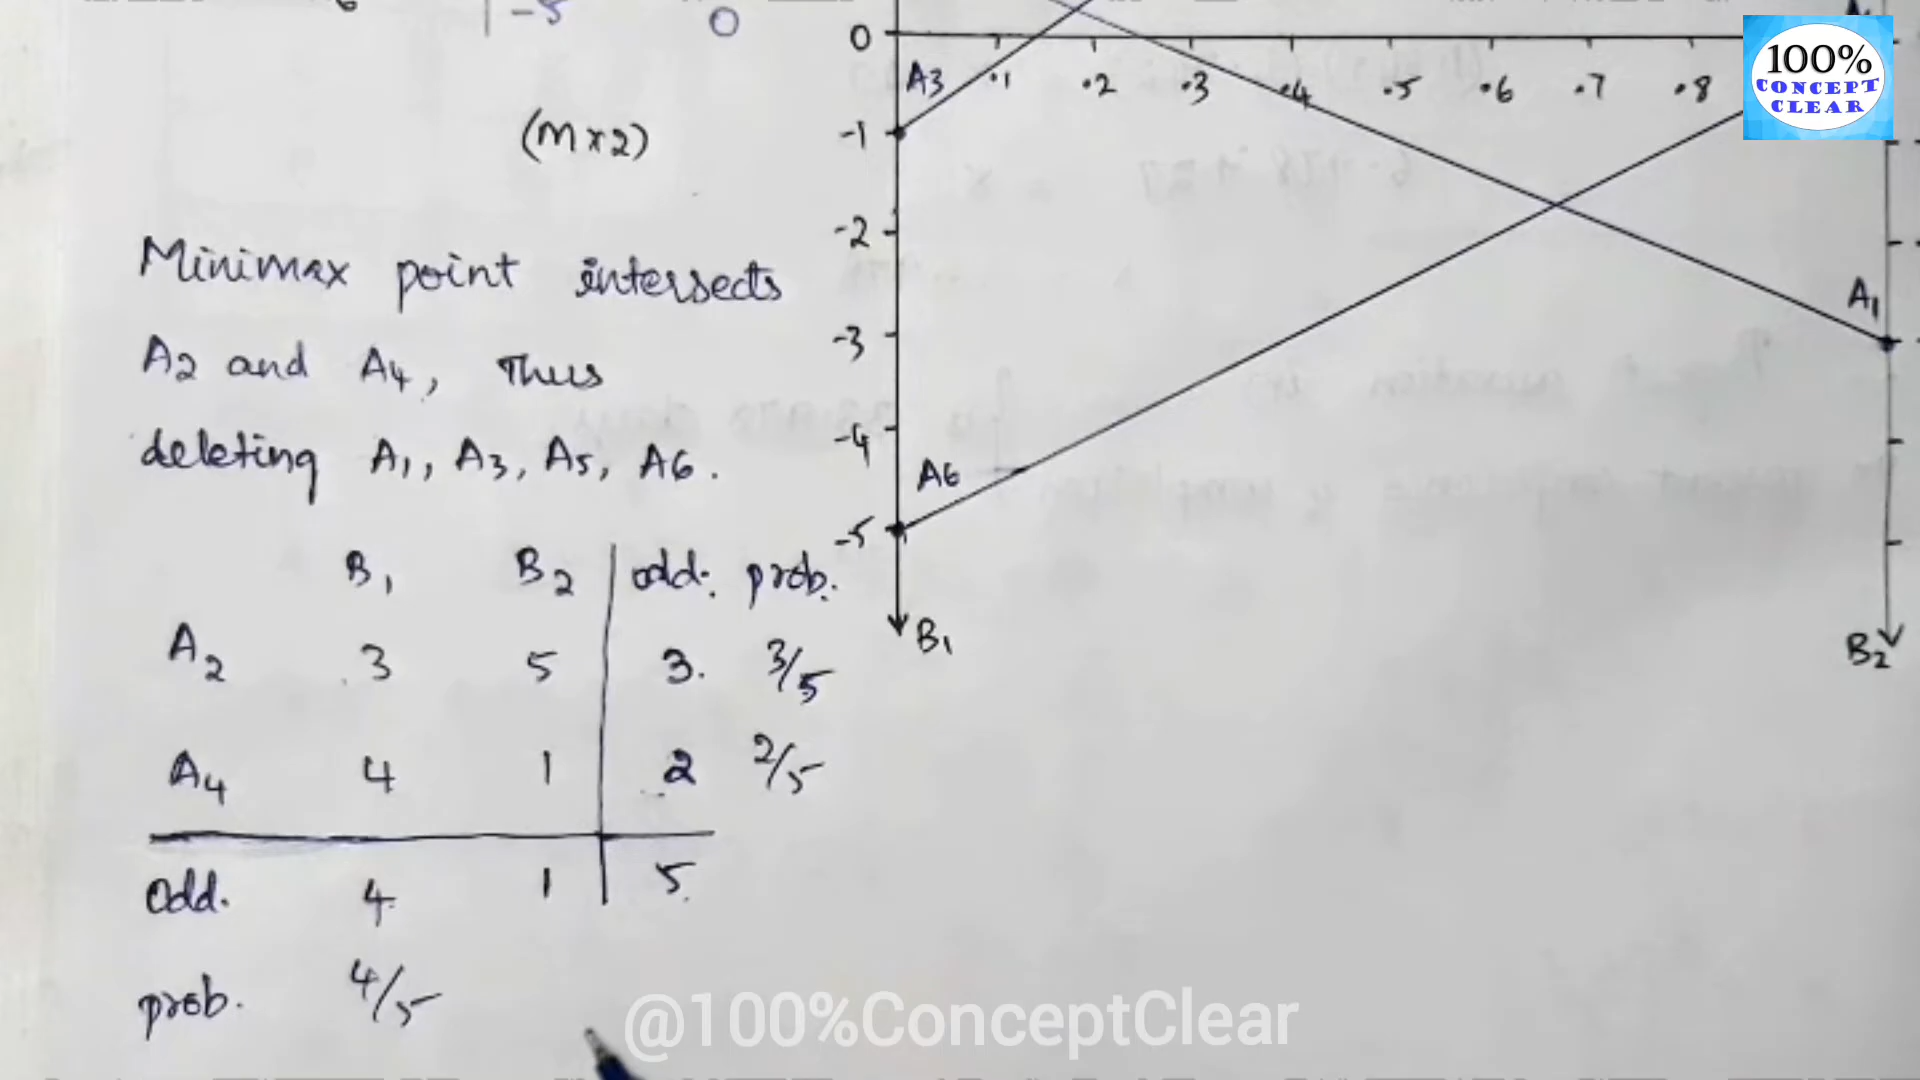 -5 0
(m x 2)
Minimax point intersects
A2 and A4, Thus
deleting A1, A3, A5, A6.
B1 B2 odd. prob.
A2 3 5 3. 3/5
A4 4 1 2 2/5
odd. 4 1 5
prob. 4/5
0
A3 .1 .2 .3 .4 .5 .6 .7 .8
-1
-2
A1
-3
-4
A6
-5
B1
B2
100%
CONCEPT
CLEAR
@100%ConceptClear